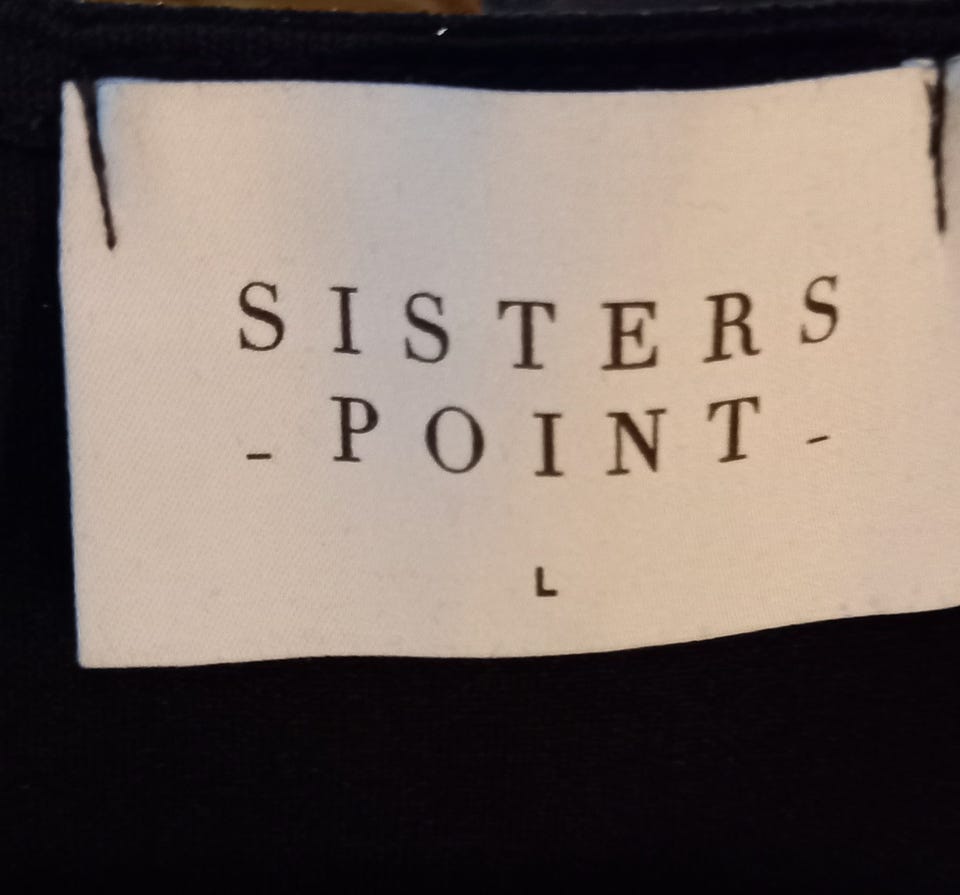 SISTERS
- POINT -
L